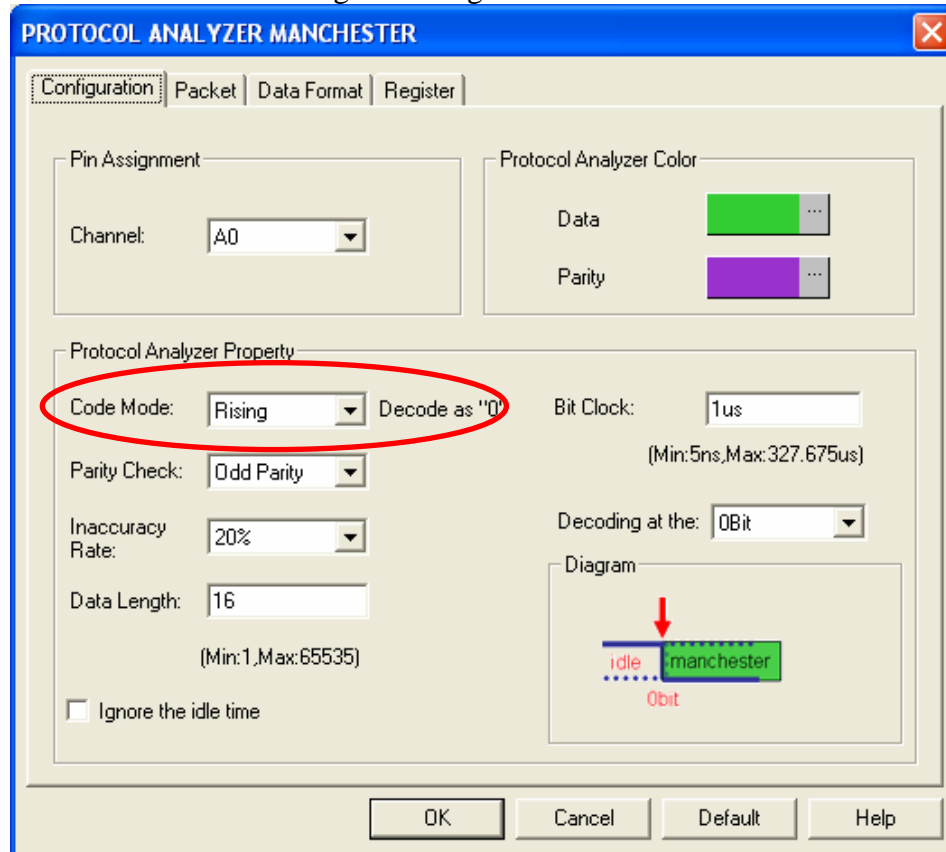 PROTOCOL ANALYZER MANCHESTER
Configuration Packet Data Format Register
Pin Assignment
Channel: A0
Protocol Analyzer Color
Data ...
Parity ...
Protocol Analyzer Property
Code Mode: Rising Decode as "0"
Parity Check: Odd Parity
Inaccuracy
Rate: 20%
Data Length: 16
(Min:1,Max:65535)
Ignore the idle time
Bit Clock: 1us
(Min:5ns,Max:327.675us)
Decoding at the: 0Bit
Diagram
idle manchester
0bit
OK Cancel Default Help